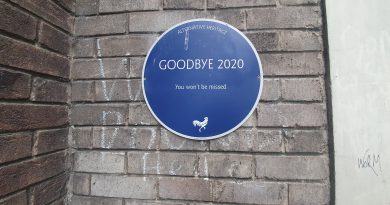 ALTERNATIVE HERITAGE
GOODBYE 2020
You won't be missed